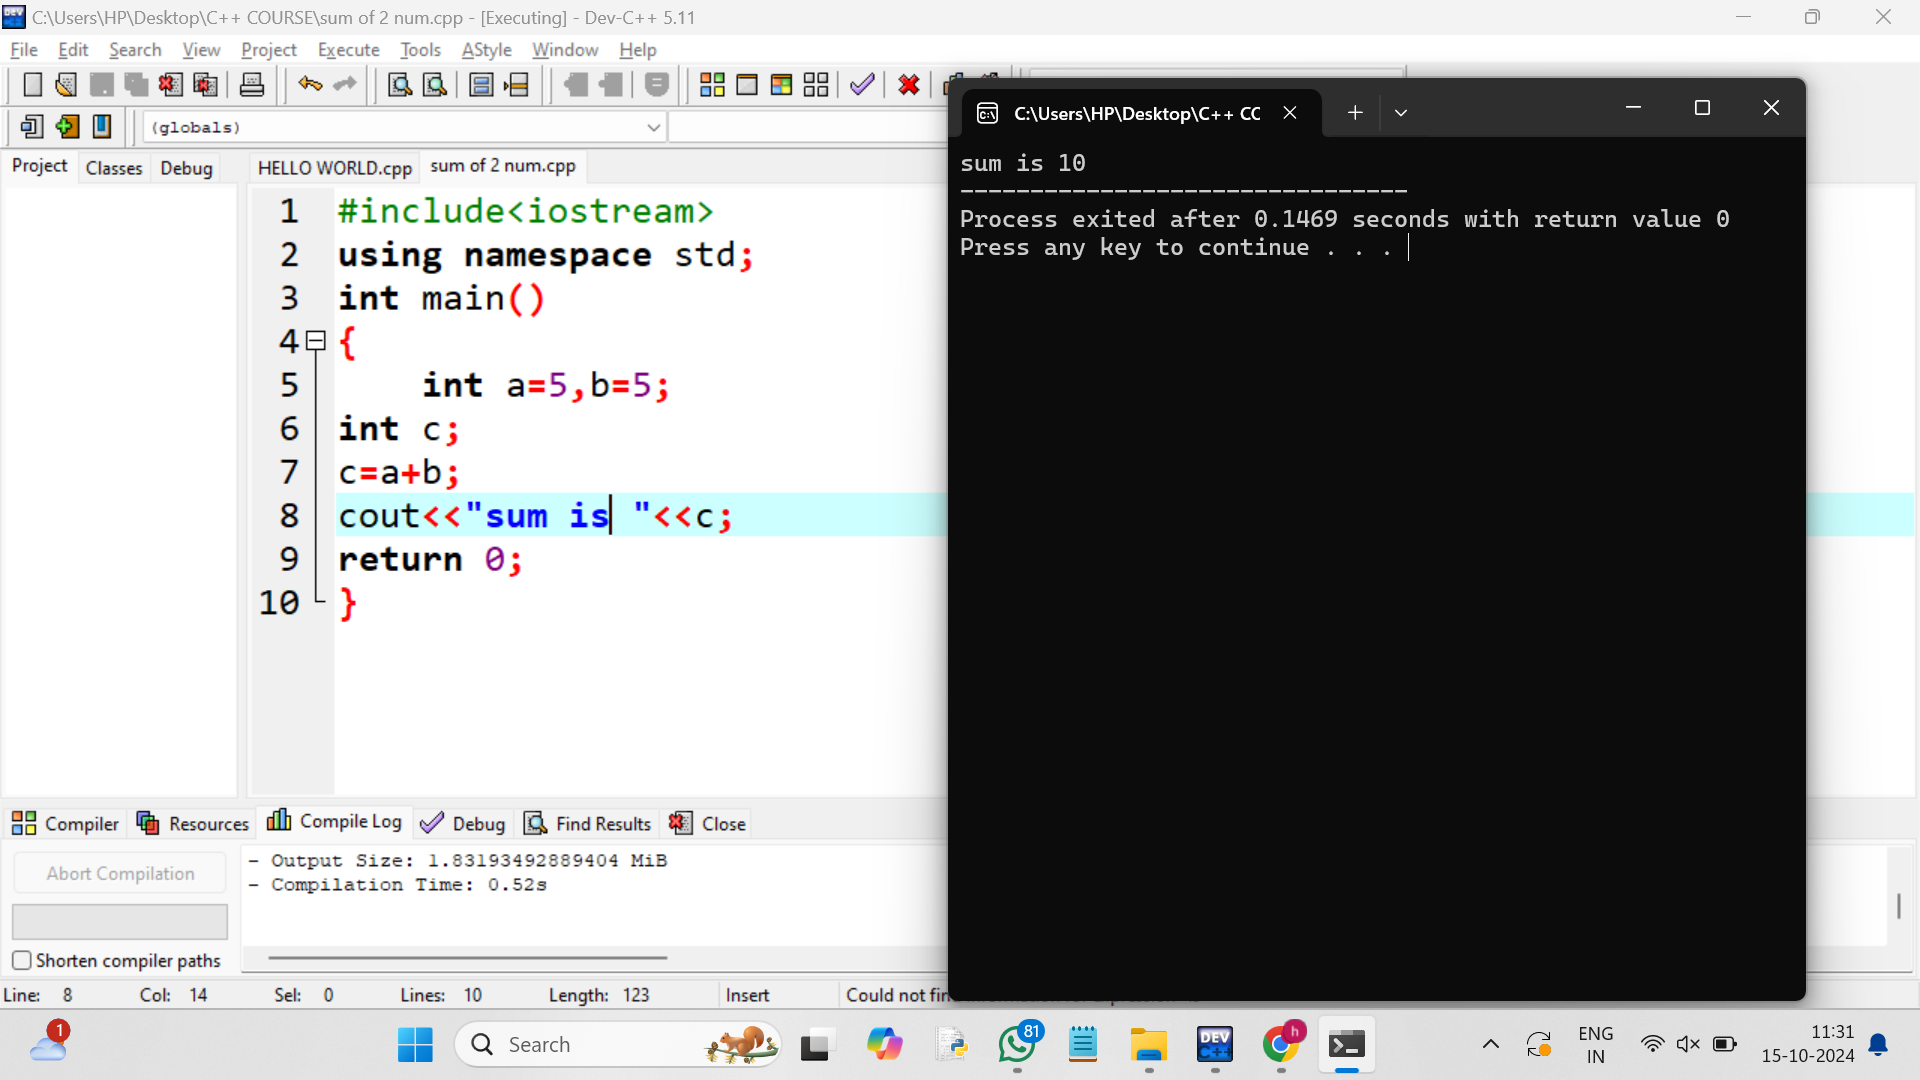 C:\Users\HP\Desktop\C++ COURSE\sum of 2 num.cpp - [Executing] - Dev-C++ 5.11
File Edit Search View Project Execute Tools AStyle Window Help
(globals)
Project Classes Debug
HELLO WORLD.cpp sum of 2 num.cpp
1 #include<iostream>
2 using namespace std;
3 int main()
4 {
5 int a=5,b=5;
6 int c;
7 c=a+b;
8 cout<<"sum is "<<c;
9 return 0;
10 }
C:\Users\HP\Desktop\C++ CC
sum is 10
--------------------------------
Process exited after 0.1469 seconds with return value 0
Press any key to continue . . .
Compiler Resources Compile Log Debug Find Results Close
Abort Compilation
Shorten compiler paths
- Output Size: 1.83193492889404 MiB
- Compilation Time: 0.52s
Line: 8 Col: 14 Sel: 0 Lines: 10 Length: 123 Insert Could not
1
Search
81
DEV C++
h
ENG
IN
11:31
15-10-2024